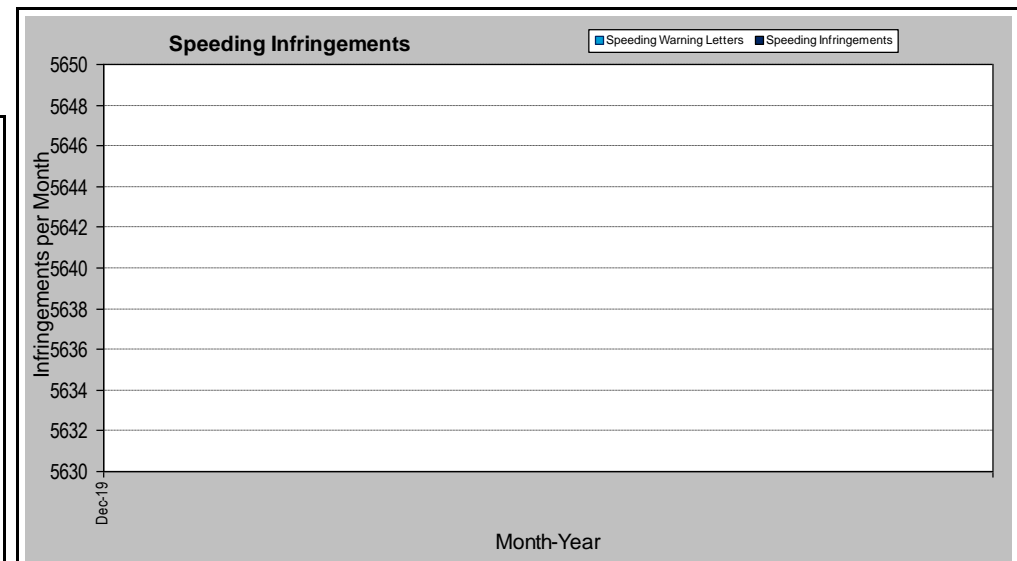 Speeding Infringements
Speeding Warning Letters Speeding Infringements
Infringements per Month
5650
5648
5646
5644
5642
5640
5638
5636
5634
5632
5630
Dec-19
Month-Year